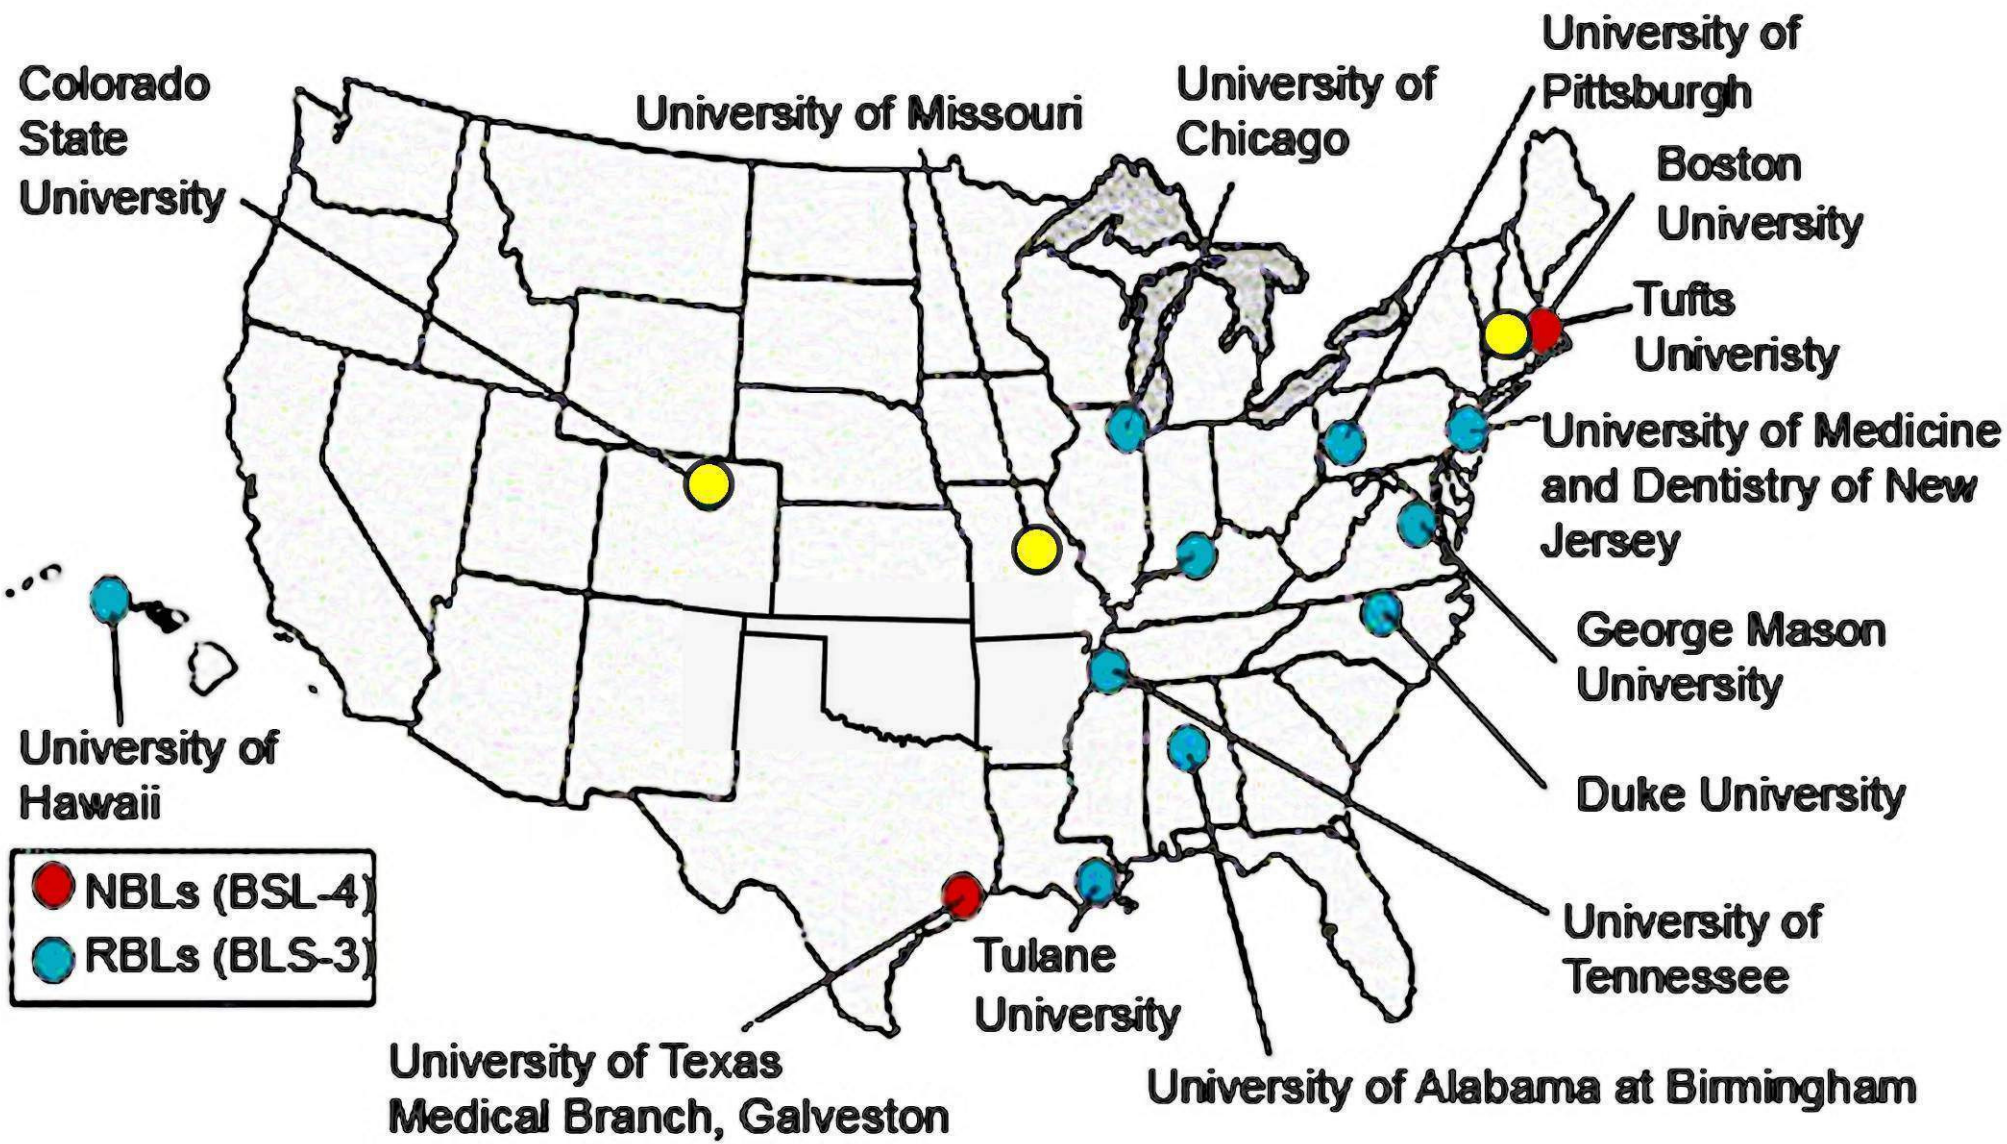 Colorado
State
University
University of Missouri
University of
Chicago
University of
Pittsburgh
Boston
University
Tufts
Univeristy
University of Medicine
and Dentistry of New
Jersey
George Mason
University
Duke University
University of
Tennessee
University of Alabama at Birmingham
Tulane
University
University of Texas
Medical Branch, Galveston
University of
Hawaii
NBLs (BSL-4)
RBLs (BLS-3)